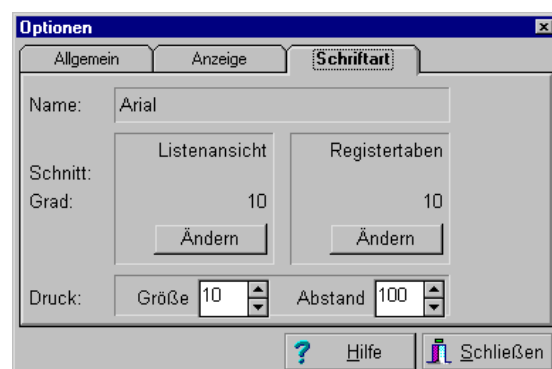 Optionen
Allgemein Anzeige Schriftart
Name: Arial
Listenansicht Registertaben
Schnitt:
Grad: 10 10
Ändern Ändern
Druck: Größe 10 Abstand 100
? Hilfe Schließen